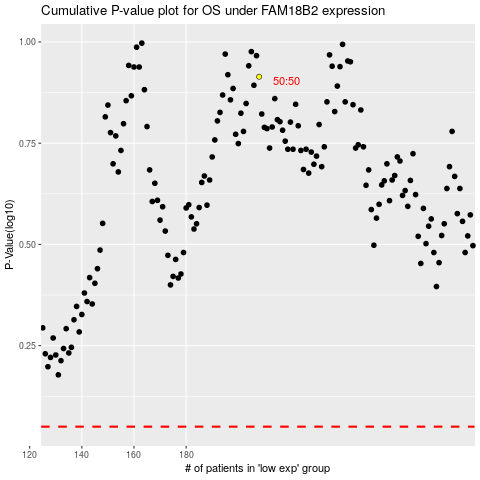 Cumulative P-value plot for OS under FAM18B2 expression
1.00
50:50
0.75
P-Value(log10)
0.50
0.25
120 140 160 180
# of patients in 'low exp' group